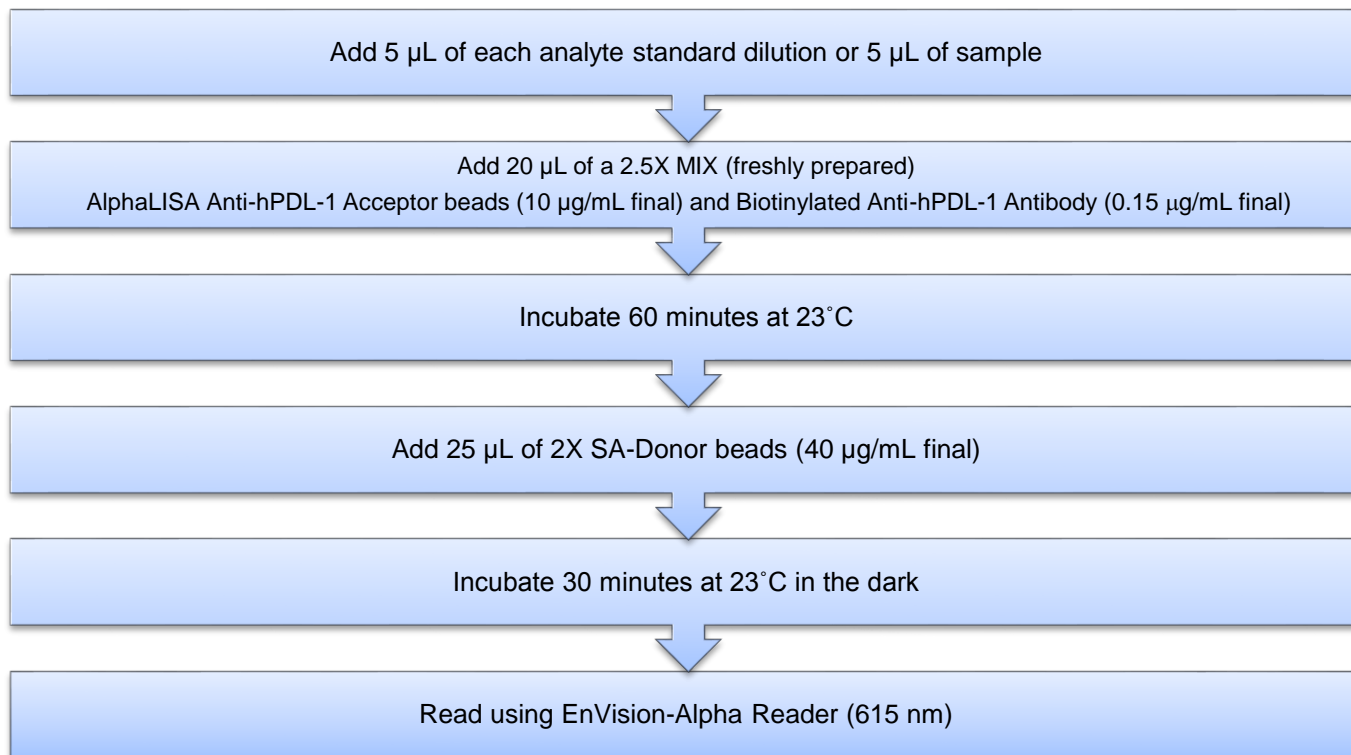 Add 5 µL of each analyte standard dilution or 5 µL of sample
Add 20 µL of a 2.5X MIX (freshly prepared)
AlphaLISA Anti-hPDL-1 Acceptor beads (10 µg/mL final) and Biotinylated Anti-hPDL-1 Antibody (0.15 µg/mL final)
Incubate 60 minutes at 23˚C
Add 25 µL of 2X SA-Donor beads (40 µg/mL final)
Incubate 30 minutes at 23˚C in the dark
Read using EnVision-Alpha Reader (615 nm)